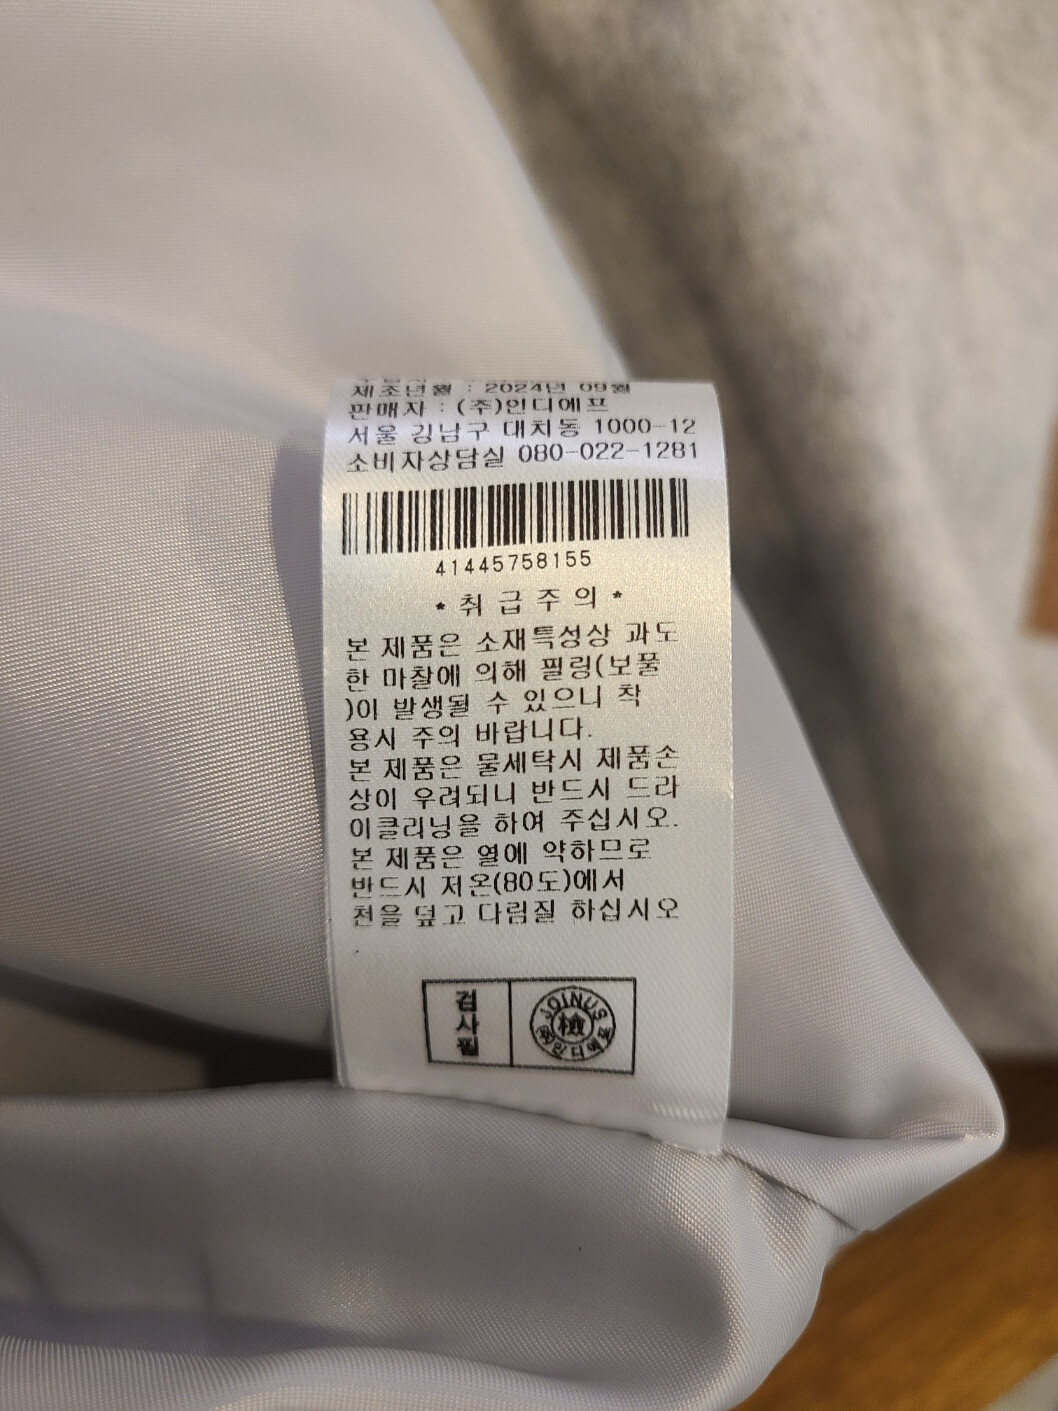 제조년월 : 2024년 09월
판매자 : (주)인디에프
서울 강남구 대치동 1000-12
소비자상담실 080-022-1281
41445758155
* 취 급 주 의 *
본 제품은 소재특성상 과도
한 마찰에 의해 필링(보풀
)이 발생될 수 있으니 착
용시 주의 바랍니다.
본 제품은 물세탁시 제품손
상이 우려되니 반드시 드라
이클리닝을 하여 주십시오.
본 제품은 열에 약하므로
반드시 저온(80도)에서
천을 덮고 다림질 하십시오
.
검사필
JOINUS
檢
(주)인디에프